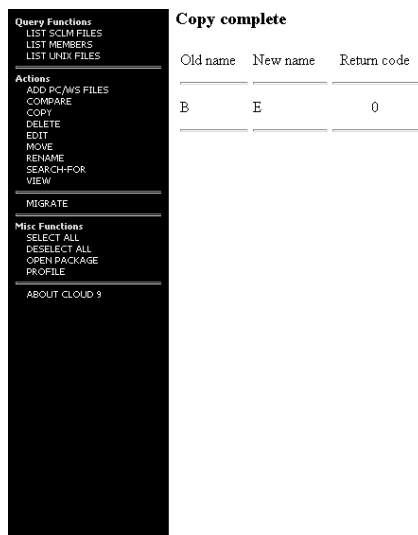 Query Functions
LIST SCLM FILES
LIST MEMBERS
LIST UNIX FILES
Actions
ADD PC/WS FILES
COMPARE
COPY
DELETE
EDIT
MOVE
RENAME
SEARCH-FOR
VIEW
MIGRATE
Misc Functions
SELECT ALL
DESELECT ALL
OPEN PACKAGE
PROFILE
ABOUT CLOUD 9
Copy complete
Old name New name Return code
B E 0